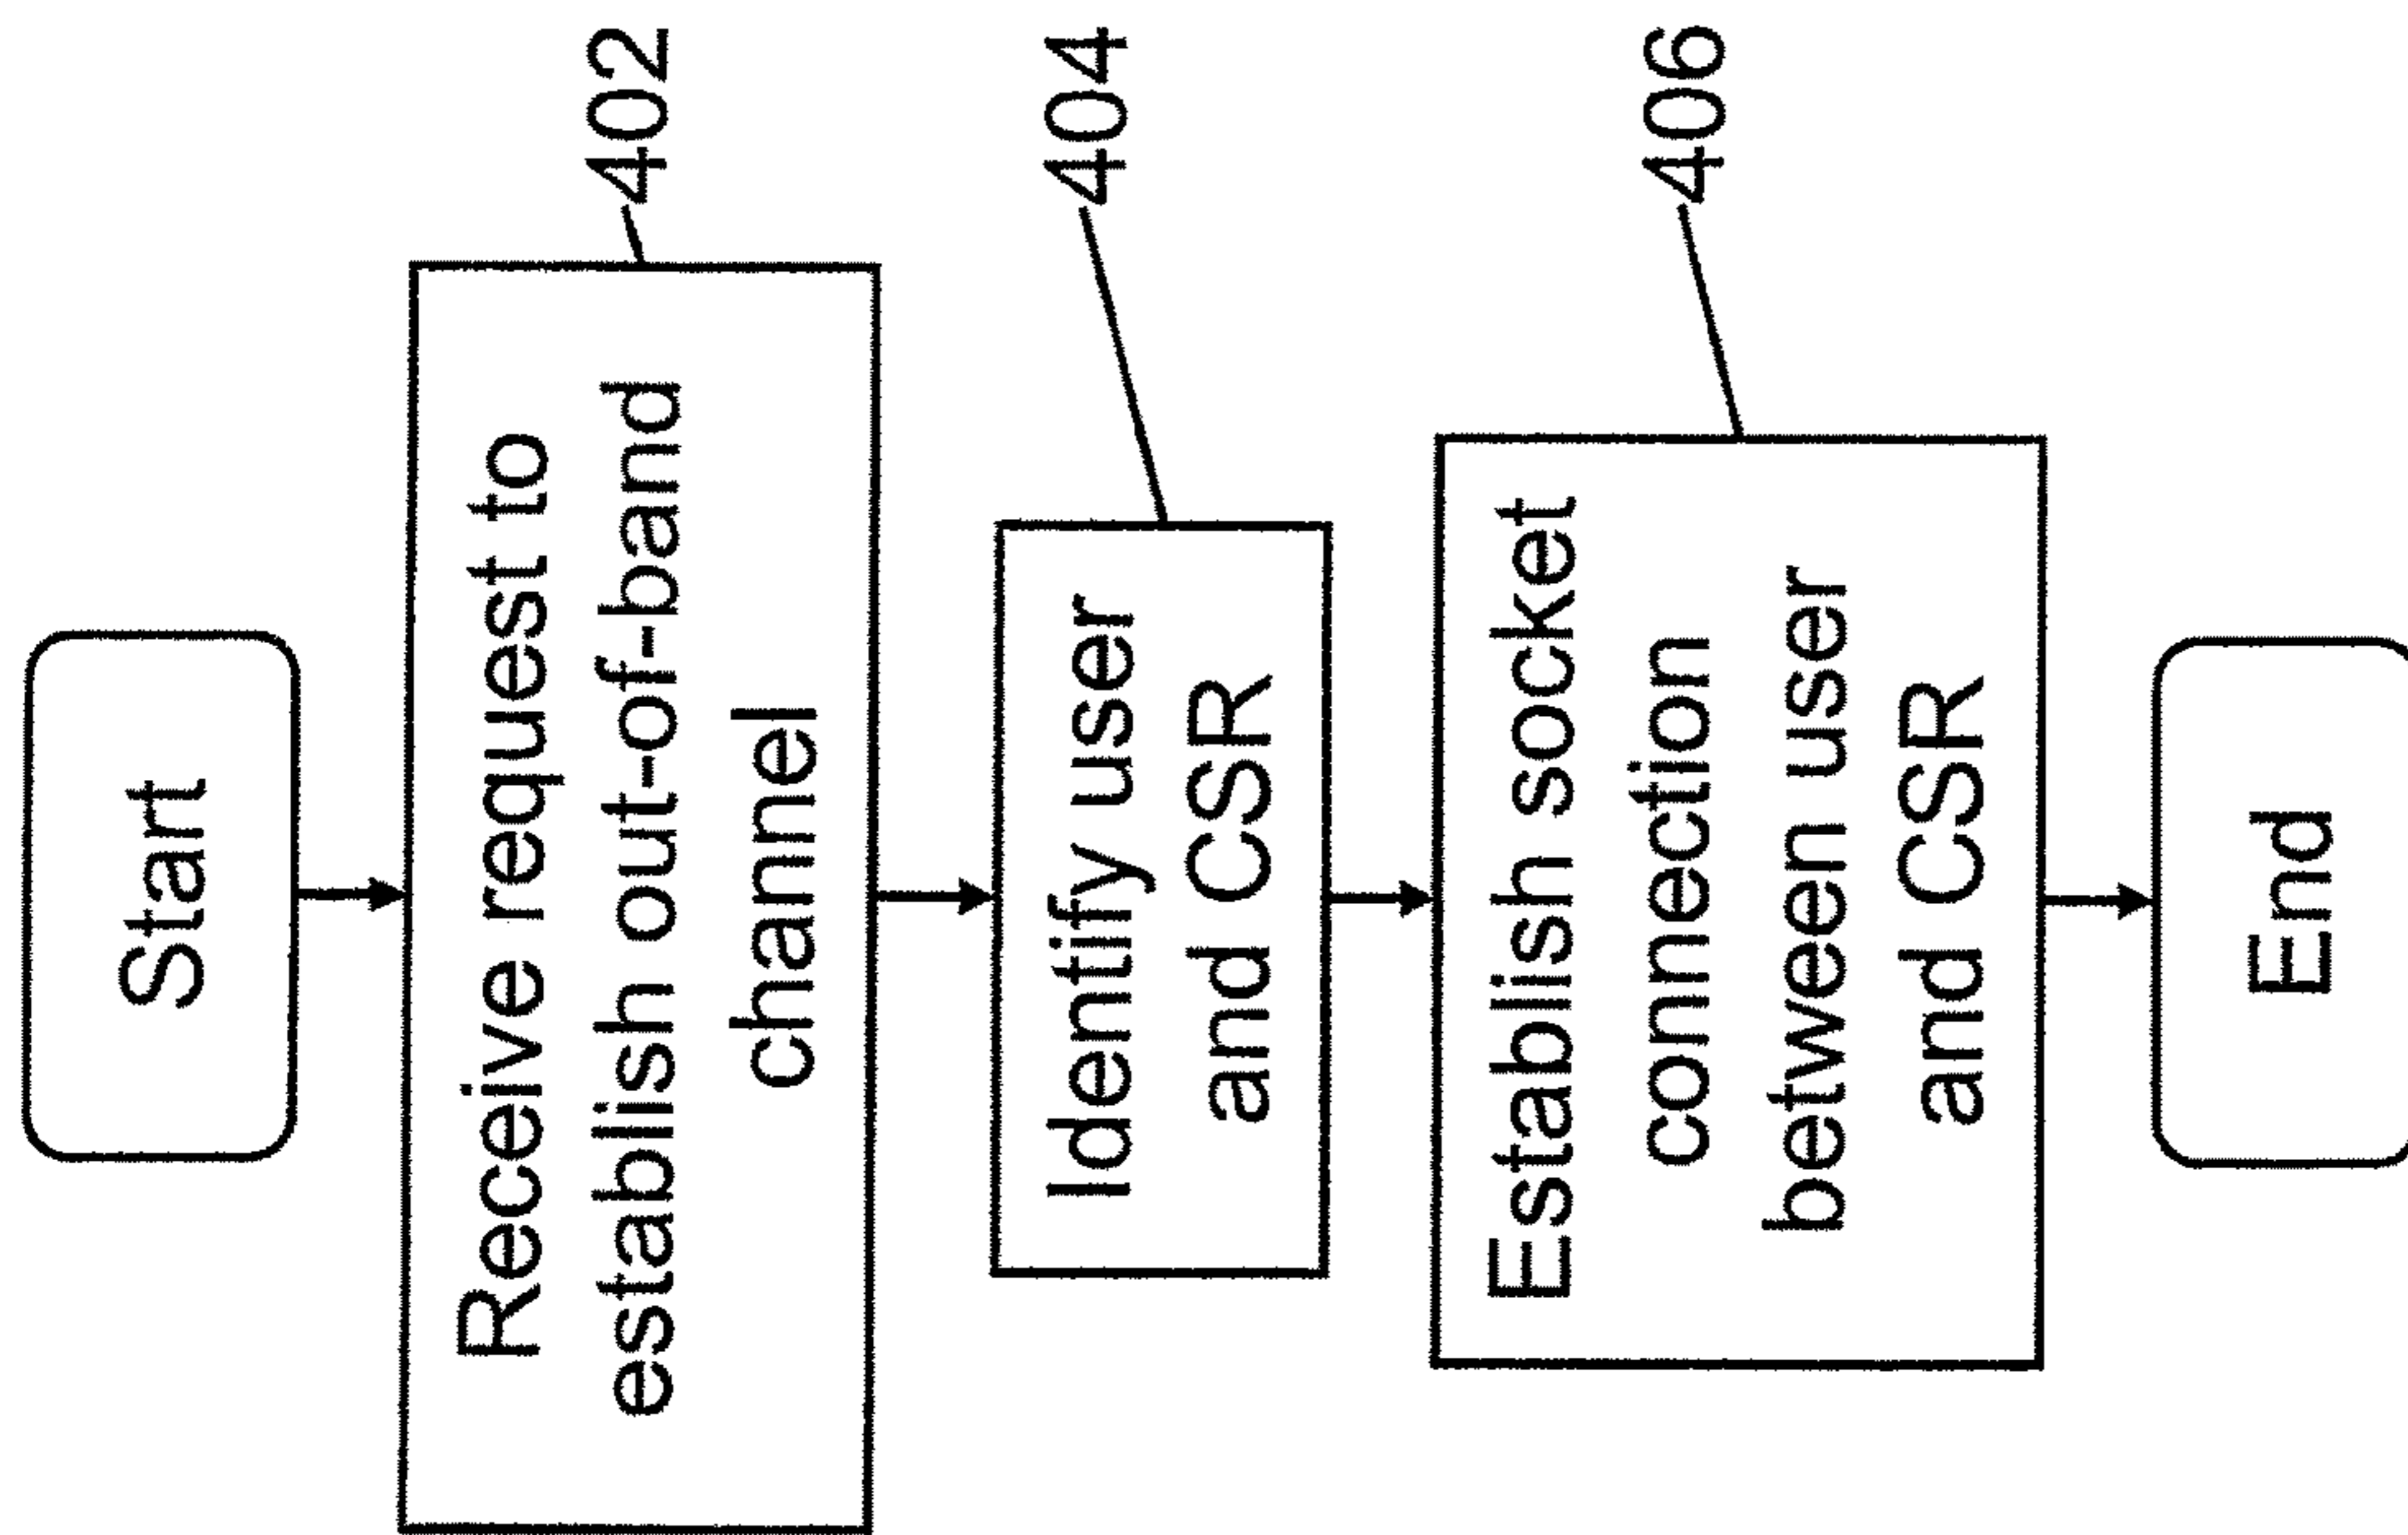 Start
Receive request to
establish out-of-band
channel
402
Identify user
and CSR
404
Establish socket
connection
between user
and CSR
406
End